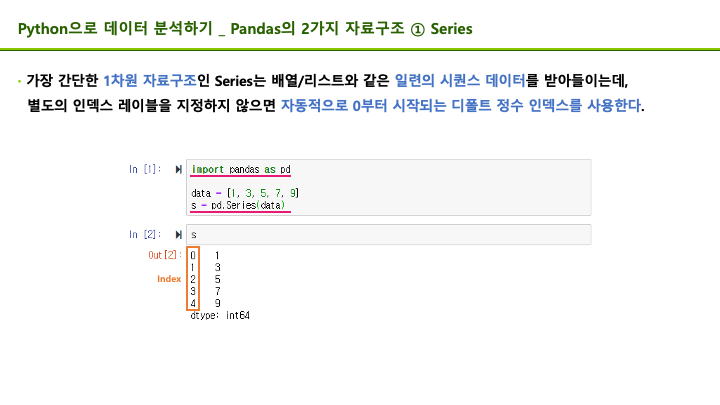 Python으로 데이터 분석하기 _ Pandas의 2가지 자료구조 ① Series
· 가장 간단한 1차원 자료구조인 Series는 배열/리스트와 같은 일련의 시퀀스 데이터를 받아들이는데,
별도의 인덱스 레이블을 지정하지 않으면 자동적으로 0부터 시작되는 디폴트 정수 인덱스를 사용한다.
In [1]: import pandas as pd
data = [1, 3, 5, 7, 9]
s = pd.Series(data)
In [2]: s
Out[2]: 0 1
1 3
Index 2 5
3 7
4 9
dtype: int64